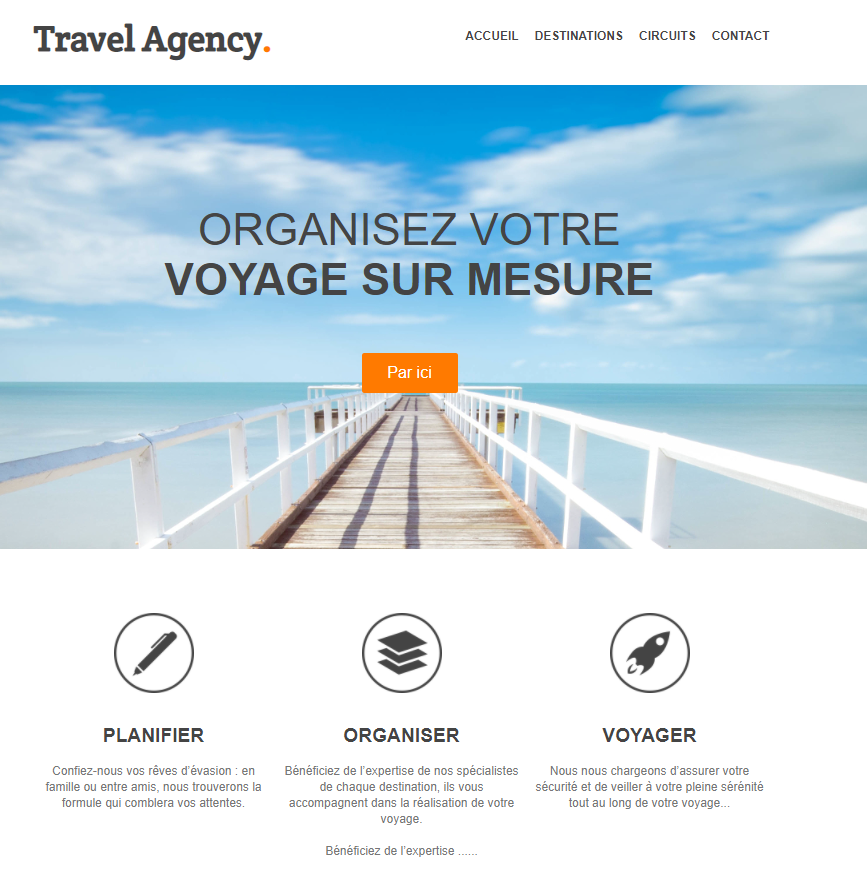 Travel Agency.
ACCUEIL DESTINATIONS CIRCUITS CONTACT
ORGANISEZ VOTRE
VOYAGE SUR MESURE
Par ici
PLANIFIER
Confiez-nous vos rêves d’évasion : en
famille ou entre amis, nous trouverons la
formule qui comblera vos attentes.
ORGANISER
Bénéficiez de l’expertise de nos spécialistes
de chaque destination, ils vous
accompagnent dans la réalisation de votre
voyage.
Bénéficiez de l’expertise ......
VOYAGER
Nous nous chargeons d’assurer votre
sécurité et de veiller à votre pleine sérénité
tout au long de votre voyage...